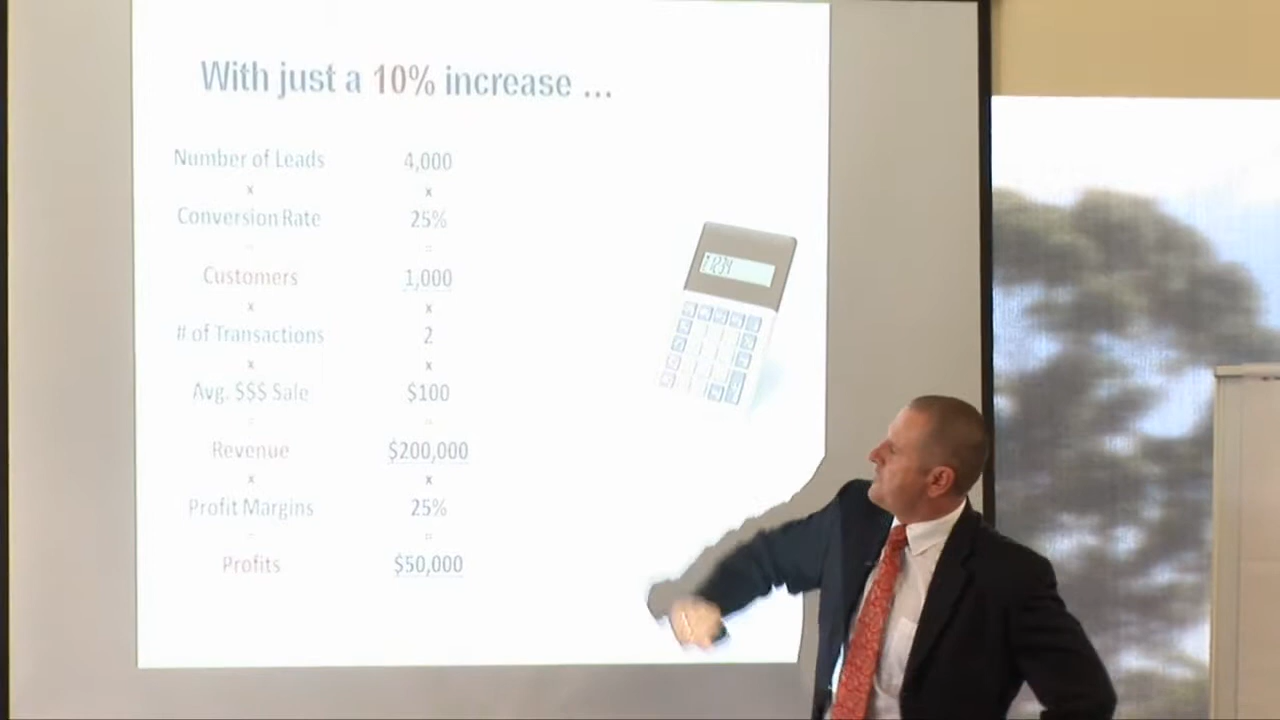 With just a 10% increase ...
Number of Leads 4,000
x x
Conversion Rate 25%
= =
Customers 1,000
x x
# of Transactions 2
x x
Avg. $$$ Sale $100
= =
Revenue $200,000
x x
Profit Margins 25%
= =
Profits $50,000